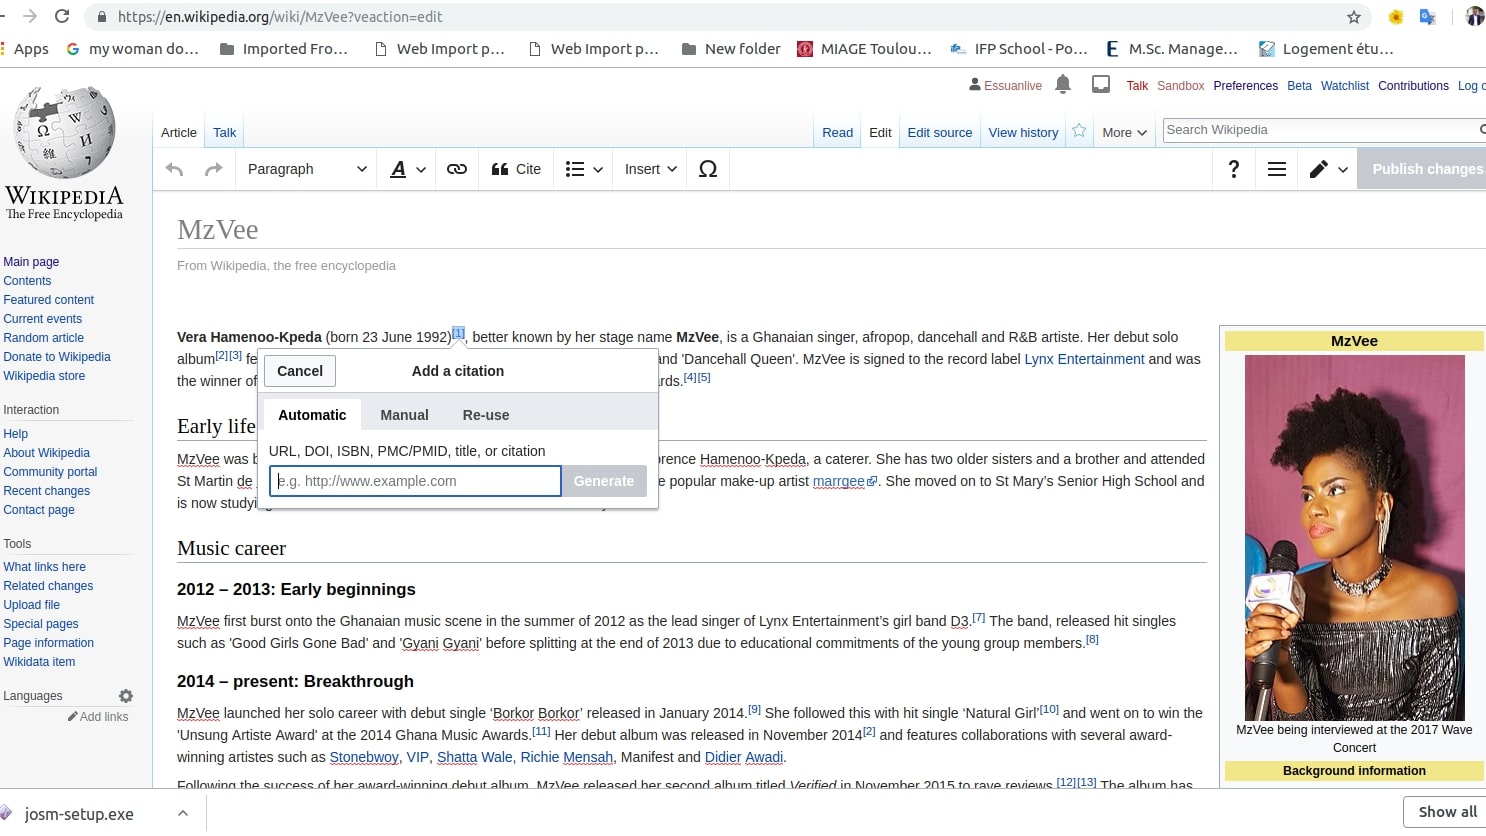 https://en.wikipedia.org/wiki/MzVee?veaction=edit
Apps my woman do... Imported Fro... Web Import p... Web Import p... New folder MIAGE Toulou... IFP School - Po... M.Sc. Manage... Logement étu...
Essuanlive Talk Sandbox Preferences Beta Watchlist Contributions Log o
Article Talk Read Edit Edit source View history More Search Wikipedia
Paragraph A Cite Insert Ω ? Publish changes
WIKIPEDIA
The Free Encyclopedia
Main page
Contents
Featured content
Current events
Random article
Donate to Wikipedia
Wikipedia store
Interaction
Help
About Wikipedia
Community portal
Recent changes
Contact page
Tools
What links here
Related changes
Upload file
Special pages
Page information
Wikidata item
Languages
Add links
MzVee
From Wikipedia, the free encyclopedia
Vera Hamenoo-Kpeda (born 23 June 1992)[1], better known by her stage name MzVee, is a Ghanaian singer, afropop, dancehall and R&B artiste. Her debut solo
album[2][3] fe nd 'Dancehall Queen'. MzVee is signed to the record label Lynx Entertainment and was
the winner of rds.[4][5]
Cancel Add a citation
Automatic Manual Re-use
URL, DOI, ISBN, PMC/PMID, title, or citation
e.g. http://www.example.com Generate
Early life
MzVee was b rence Hamenoo-Kpeda, a caterer. She has two older sisters and a brother and attended
St Martin de e popular make-up artist marrgee. She moved on to St Mary's Senior High School and
is now studyi
Music career
2012 – 2013: Early beginnings
MzVee first burst onto the Ghanaian music scene in the summer of 2012 as the lead singer of Lynx Entertainment's girl band D3.[7] The band, released hit singles
such as 'Good Girls Gone Bad' and 'Gyani Gyani' before splitting at the end of 2013 due to educational commitments of the young group members.[8]
2014 – present: Breakthrough
MzVee launched her solo career with debut single 'Borkor Borkor' released in January 2014.[9] She followed this with hit single 'Natural Girl'[10] and went on to win the
'Unsung Artiste Award' at the 2014 Ghana Music Awards.[11] Her debut album was released in November 2014[2] and features collaborations with several award-
winning artistes such as Stonebwoy, VIP, Shatta Wale, Richie Mensah, Manifest and Didier Awadi.
Following the success of her award-winning debut album, MzVee released her second album titled Verified in November 2015 to rave reviews.[12][13] The album has
MzVee
MzVee being interviewed at the 2017 Wave
Concert
Background information
josm-setup.exe Show all